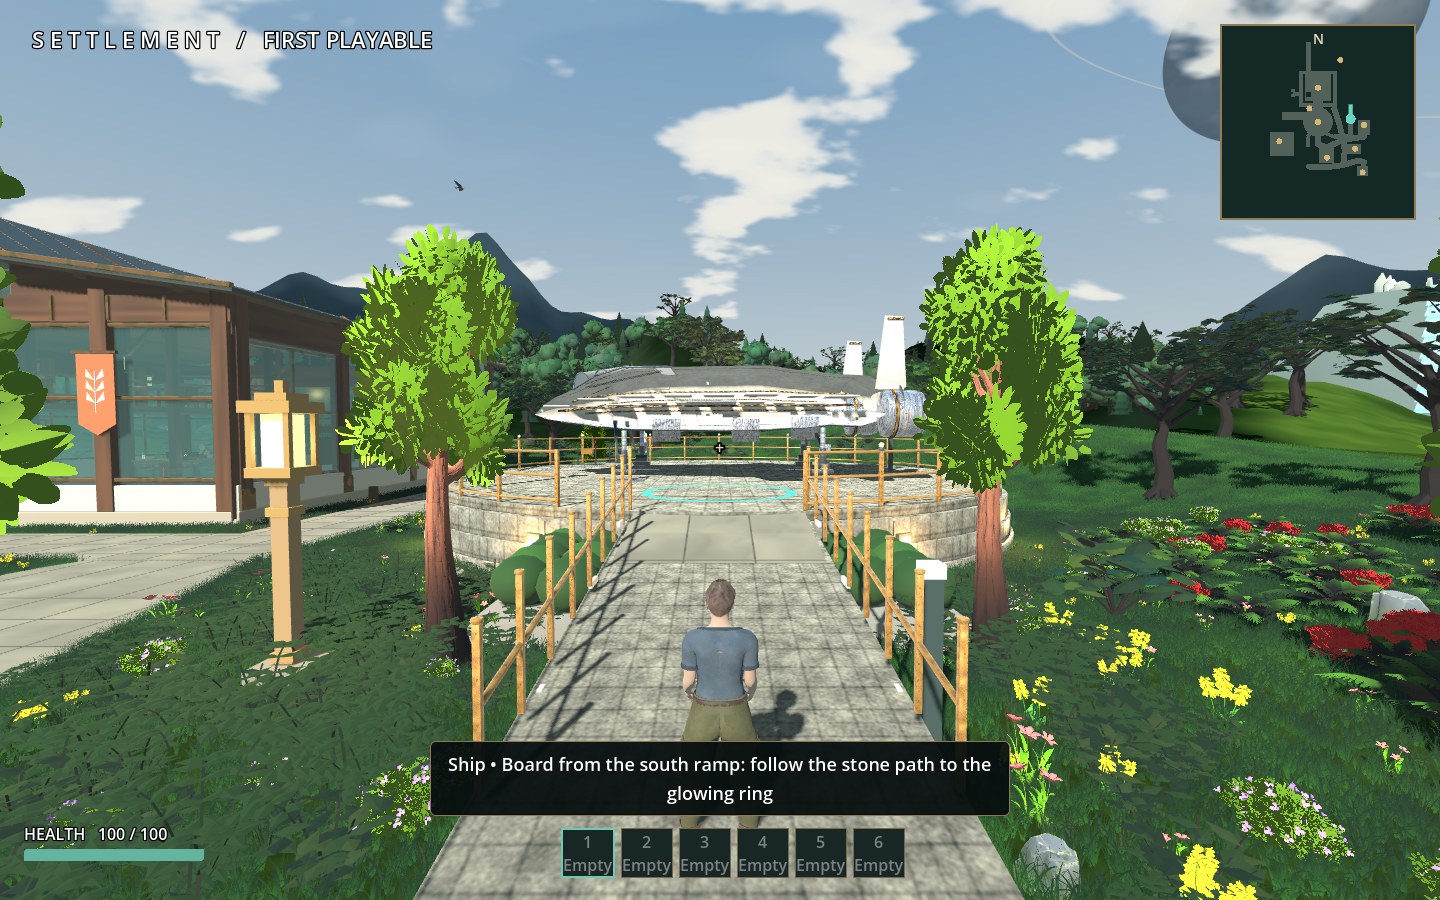 SETTLEMENT / FIRST PLAYABLE
N
Ship • Board from the south ramp: follow the stone path to the
glowing ring
HEALTH 100 / 100
1 2 3 4 5 6
Empty Empty Empty Empty Empty Empty